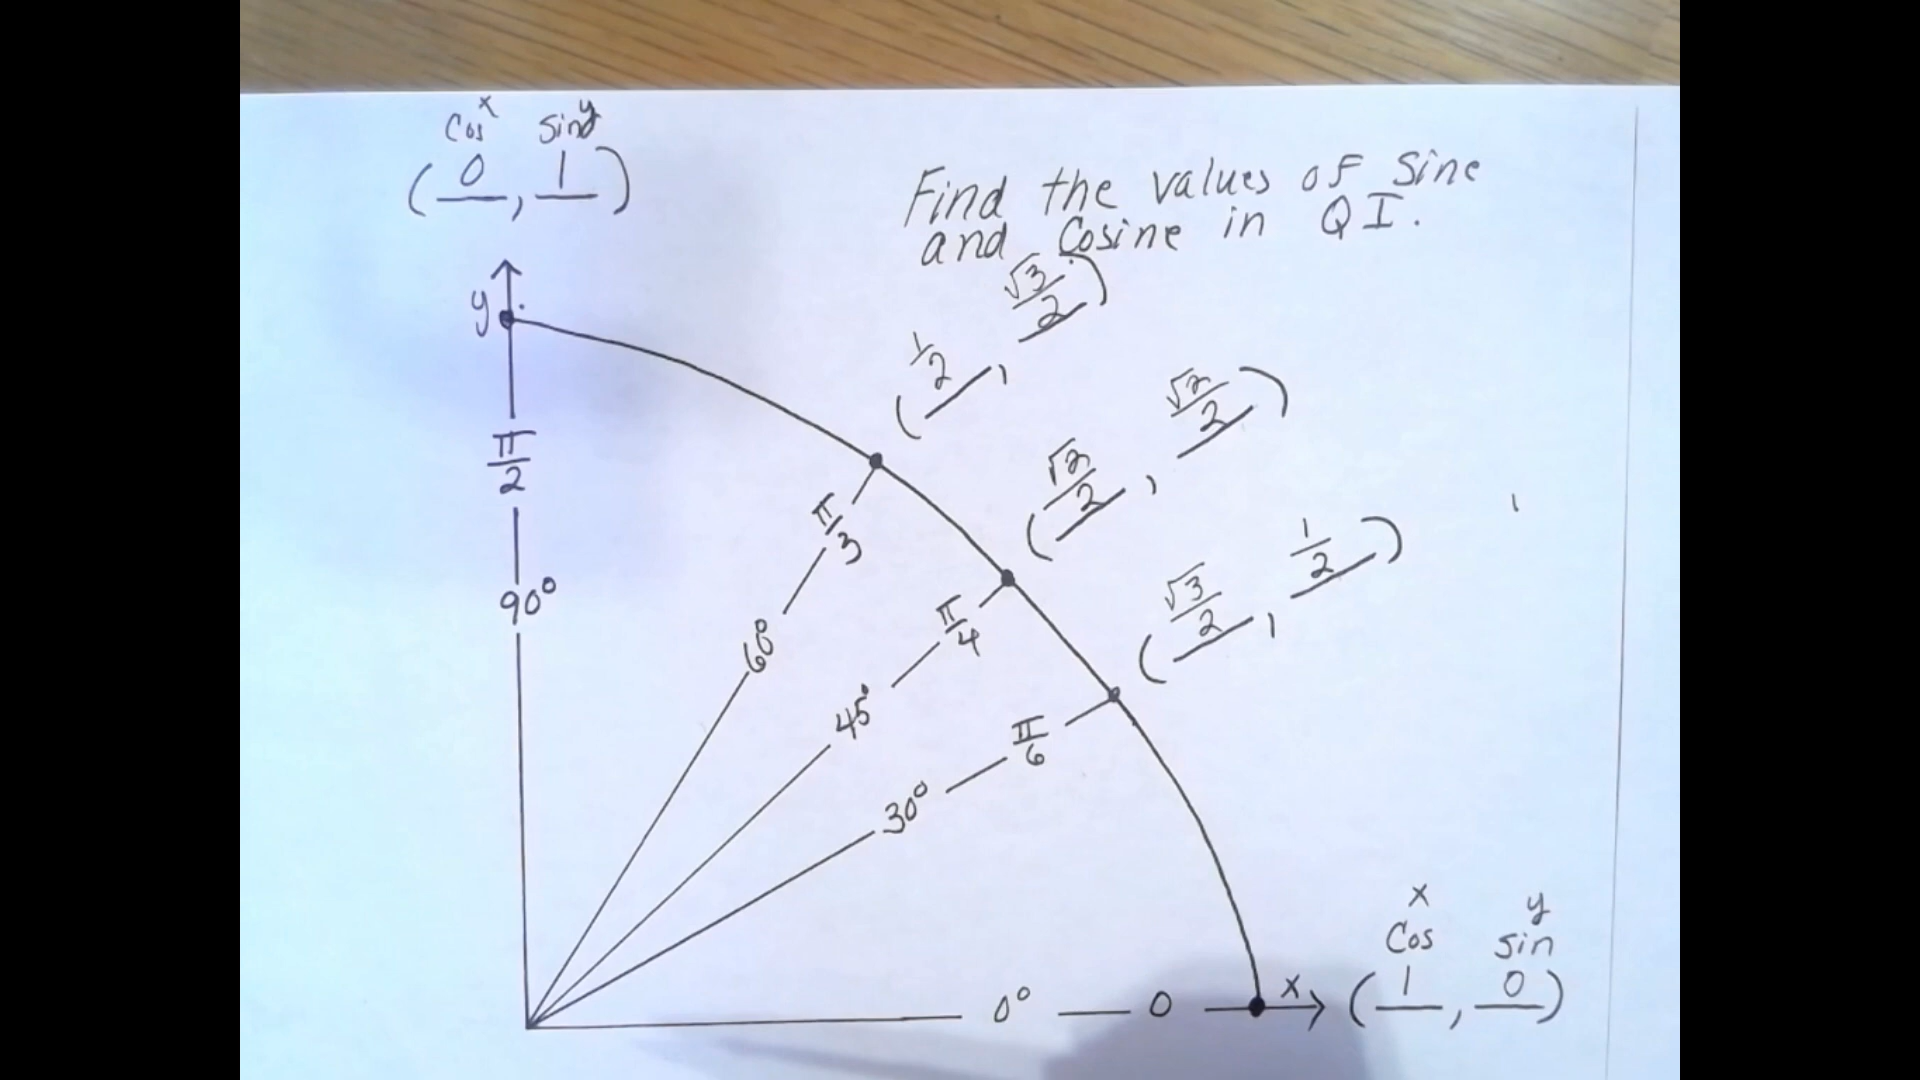 cos x sin y
(0, 1)
Find the values of sine
and Cosine in QI.
y
(1/2, √3/2)
(√2/2, √2/2)
(√3/2, 1/2)
π/2
90°
π/3
60°
π/4
45°
π/6
30°
x y
Cos sin
0° 0 x (1, 0)